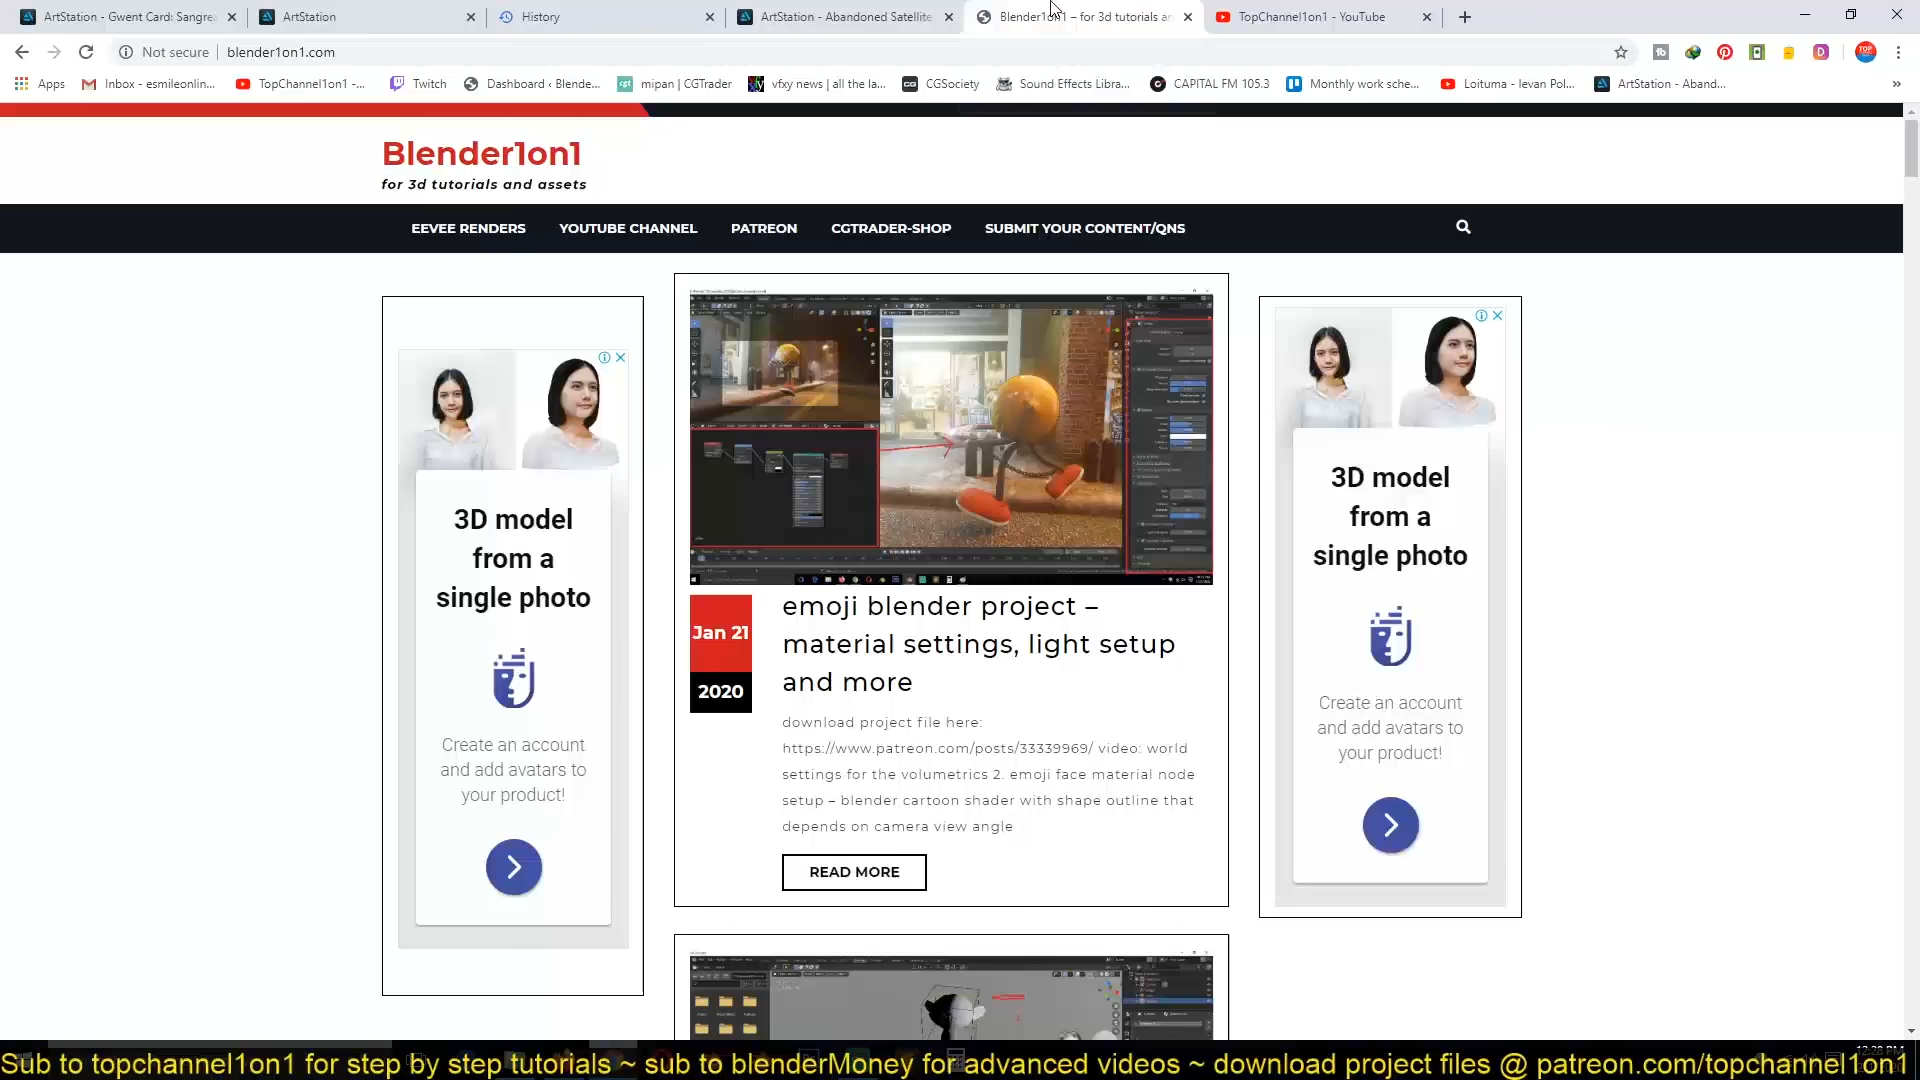 ArtStation - Gwent Card: Sangrea
ArtStation
History
ArtStation - Abandoned Satellite
Blender1on1 – for 3d tutorials an
TopChannel1on1 - YouTube
Not secure
blender1on1.com
Apps
Inbox - esmileonlin...
TopChannel1on1 -...
Twitch
Dashboard ‹ Blende...
mipan | CGTrader
vfxy news | all the la...
CGSociety
Sound Effects Libra...
CAPITAL FM 105.3
Monthly work sche...
Loituma - Ievan Pol...
ArtStation - Aband...
Blender1on1
for 3d tutorials and assets
EEVEE RENDERS
YOUTUBE CHANNEL
PATREON
CGTRADER-SHOP
SUBMIT YOUR CONTENT/QNS
3D model
from a
single photo
Create an account
and add avatars to
your product!
Jan 21
2020
emoji blender project –
material settings, light setup
and more
download project file here:
https://www.patreon.com/posts/33339969/ video: world
settings for the volumetrics 2. emoji face material node
setup – blender cartoon shader with shape outline that
depends on camera view angle
READ MORE
3D model
from a
single photo
Create an account
and add avatars to
your product!
12:28 PM
Sub to topchannel1on1 for step by step tutorials ~ sub to blenderMoney for advanced videos ~ download project files @ patreon.com/topchannel1on1